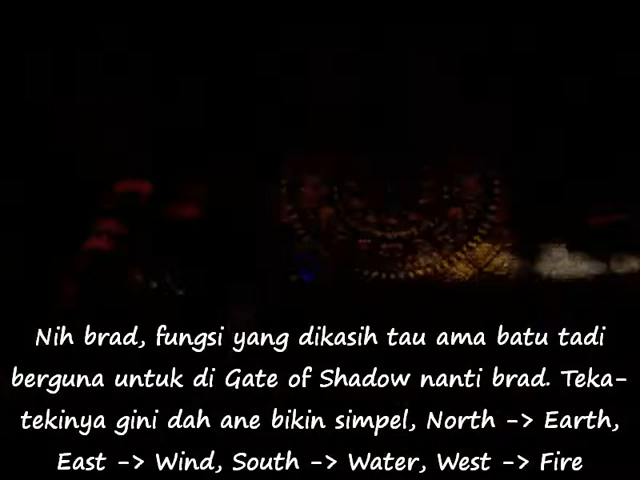 Nih brad, fungsi yang dikasih tau ama batu tadi
berguna untuk di Gate of Shadow nanti brad. Teka-
tekinya gini dah ane bikin simpel, North -> Earth,
East -> Wind, South -> Water, West -> Fire